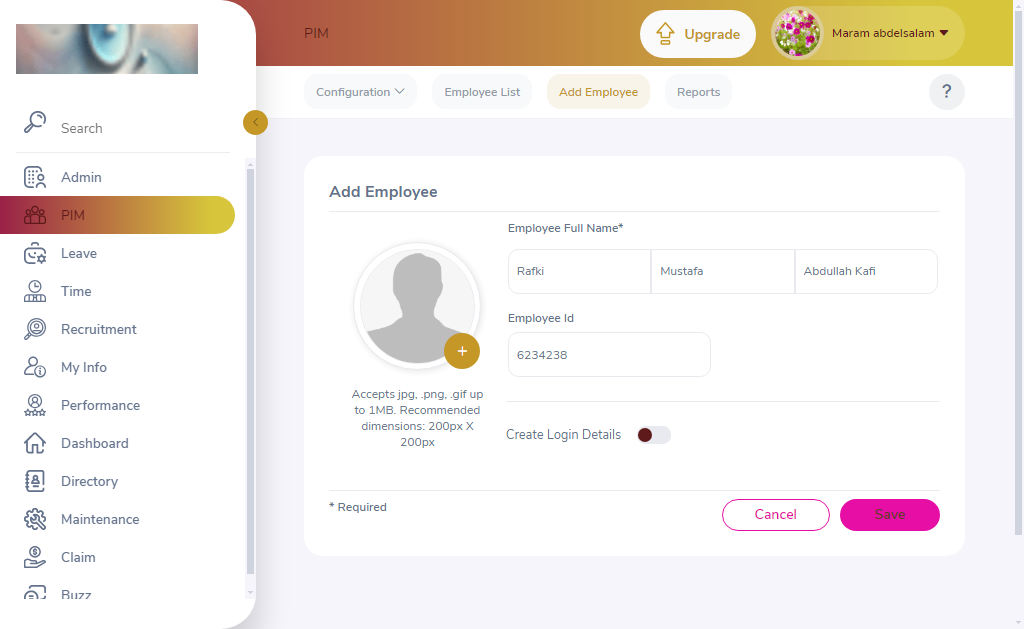 PIM
Upgrade
Maram abdelsalam
Search
Configuration
Employee List
Add Employee
Reports
?
Admin
PIM
Leave
Time
Recruitment
My Info
Performance
Dashboard
Directory
Maintenance
Claim
Buzz
Add Employee
Employee Full Name*
Rafki
Mustafa
Abdullah Kafi
Employee Id
6234238
+
Accepts jpg, .png, .gif up
to 1MB. Recommended
dimensions: 200px X
200px
Create Login Details
* Required
Cancel
Save